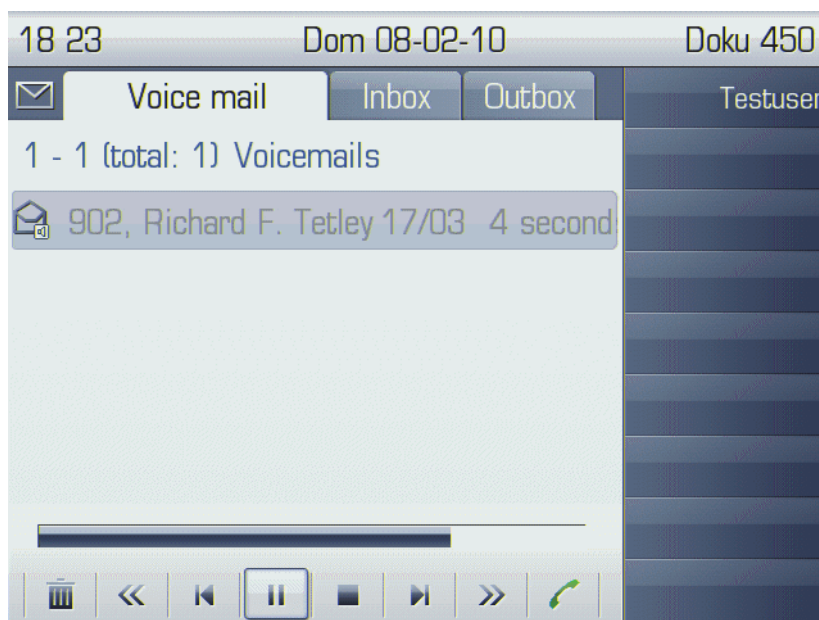 18 23 Dom 08-02-10 Doku 450
Voice mail Inbox Outbox Testuser
1 - 1 (total: 1) Voicemails
902, Richard F. Tetley 17/03 4 second